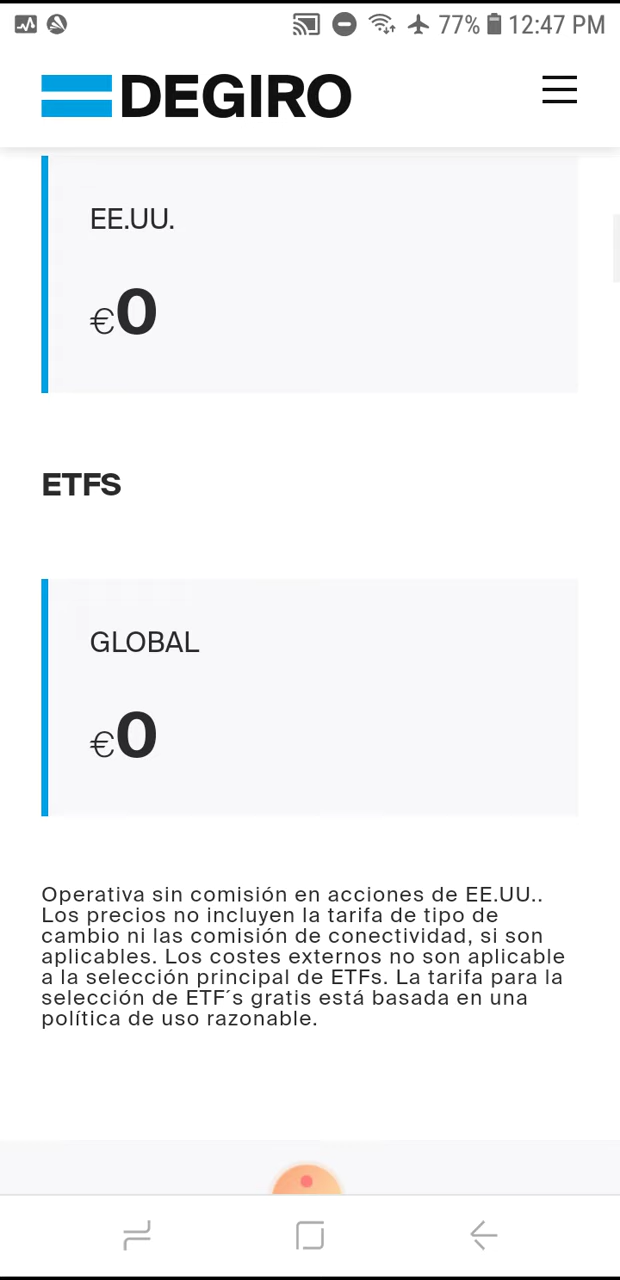 77% 12:47 PM
DEGIRO
EE.UU.
€0
ETFS
GLOBAL
€0
Operativa sin comisión en acciones de EE.UU..
Los precios no incluyen la tarifa de tipo de
cambio ni las comisión de conectividad, si son
aplicables. Los costes externos no son aplicable
a la selección principal de ETFs. La tarifa para la
selección de ETF´s gratis está basada en una
política de uso razonable.